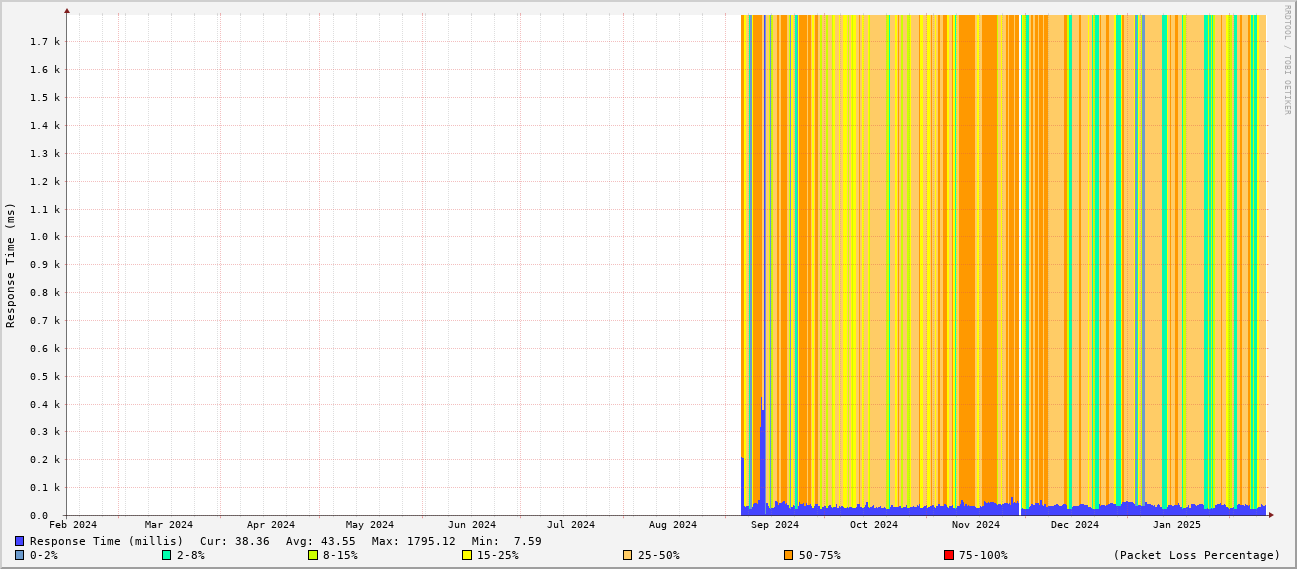 RRDTOOL / TOBI OETIKER
Response Time (ms)
1.7 k
1.6 k
1.5 k
1.4 k
1.3 k
1.2 k
1.1 k
1.0 k
0.9 k
0.8 k
0.7 k
0.6 k
0.5 k
0.4 k
0.3 k
0.2 k
0.1 k
0.0
Feb 2024 Mar 2024 Apr 2024 May 2024 Jun 2024 Jul 2024 Aug 2024 Sep 2024 Oct 2024 Nov 2024 Dec 2024 Jan 2025
Response Time (millis) Cur: 38.36 Avg: 43.55 Max: 1795.12 Min: 7.59
0-2% 2-8% 8-15% 15-25% 25-50% 50-75% 75-100% (Packet Loss Percentage)